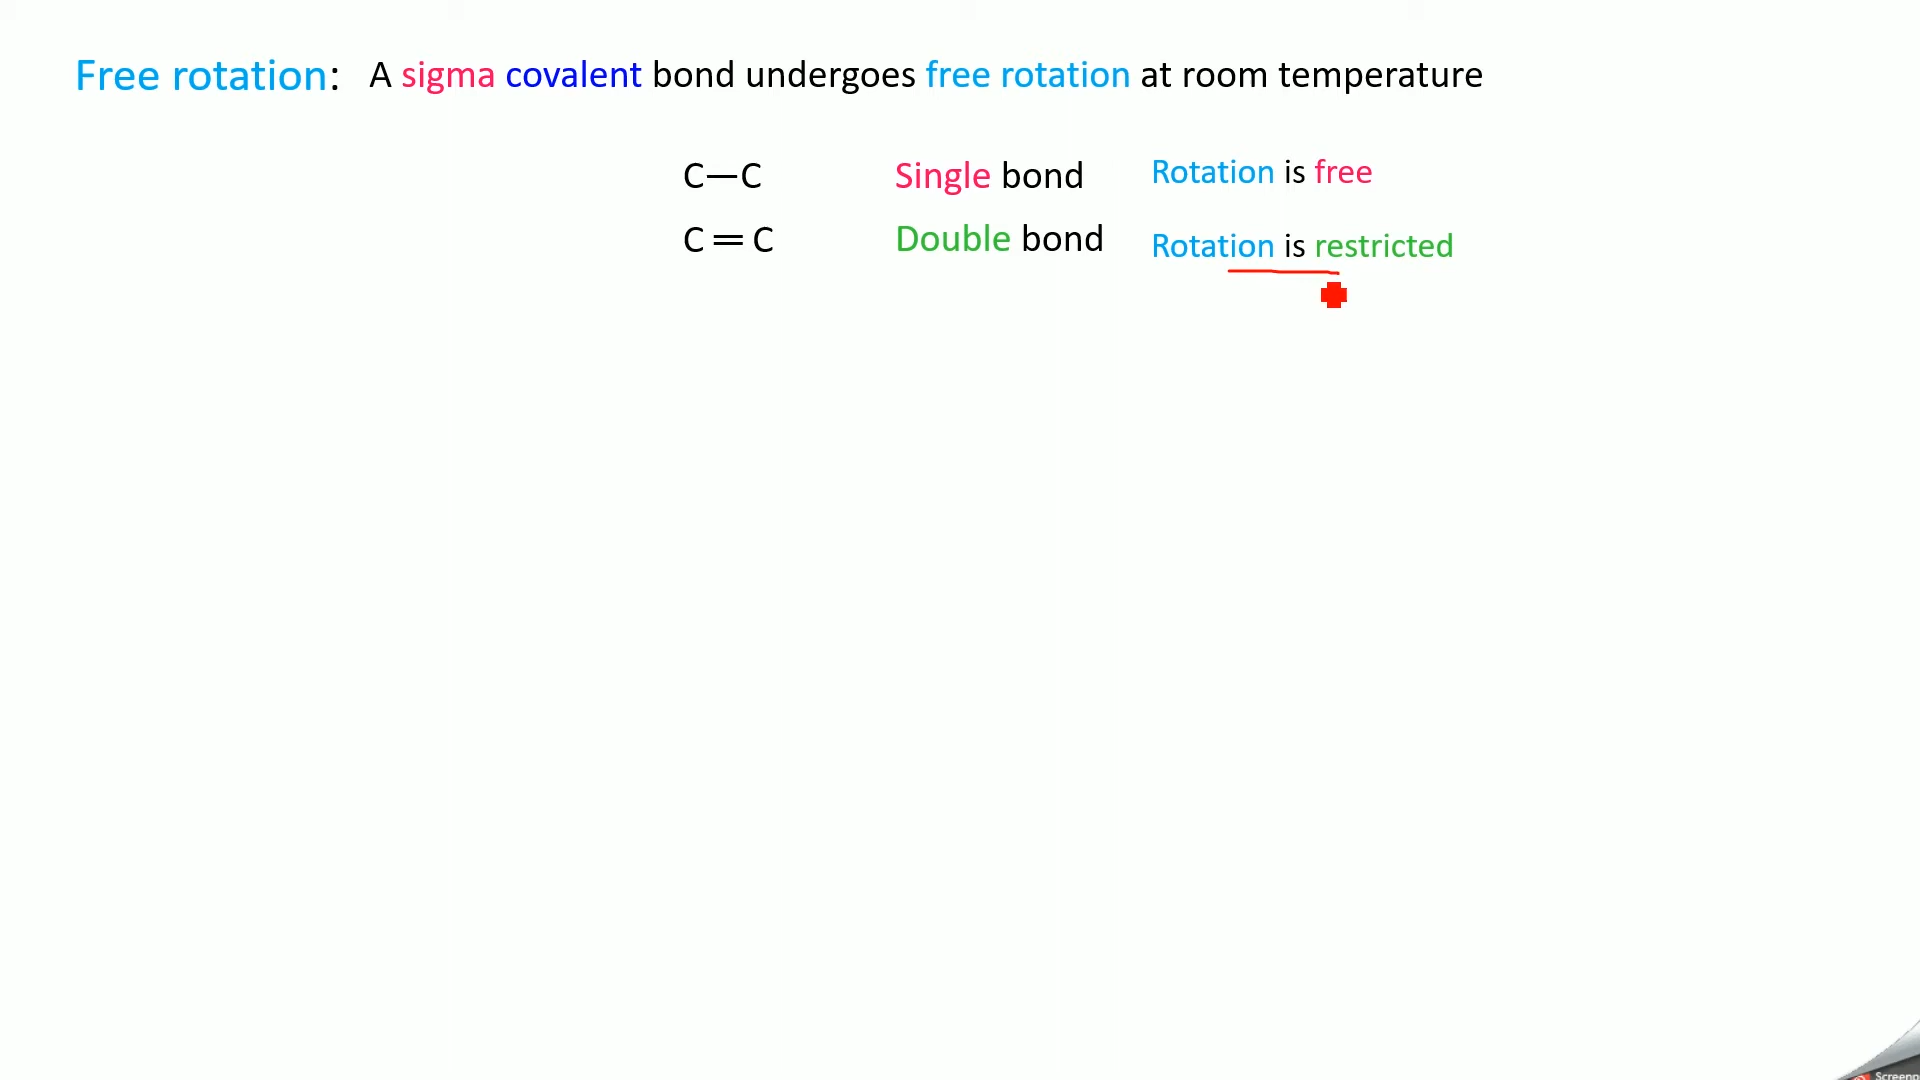 Free rotation: A sigma covalent bond undergoes free rotation at room temperature
C—C Single bond Rotation is free
C═C Double bond Rotation is restricted